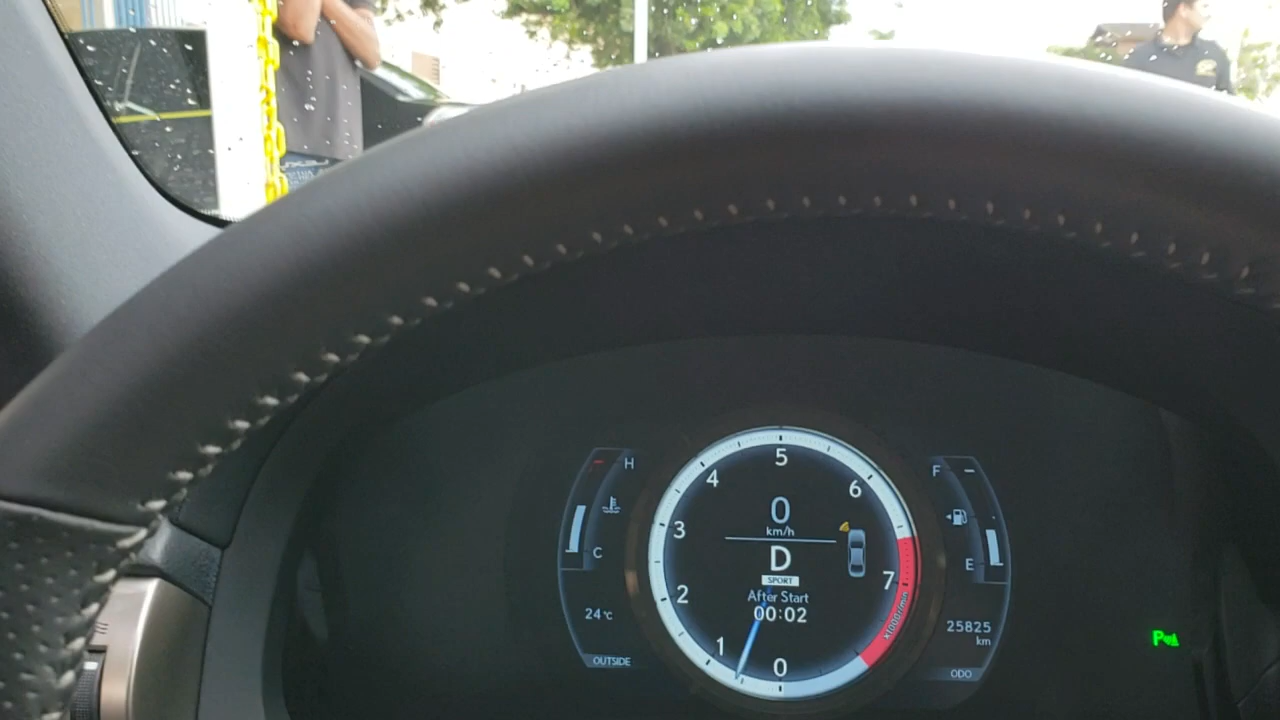 H
C
24℃
OUTSIDE
5
4
6
3
7
2
1
0
x1000r/min
0
km/h
D
SPORT
After Start
00:02
F
E
25825
km
ODO
P